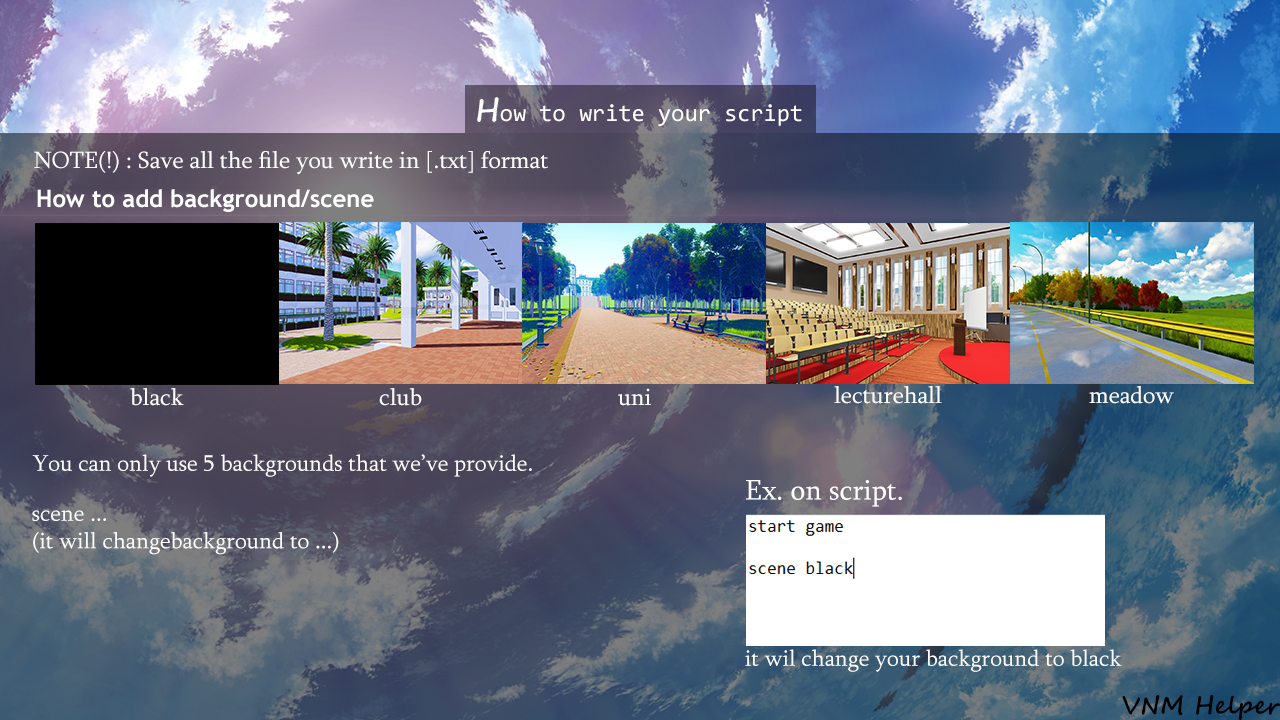 How to write your script
NOTE(!) : Save all the file you write in [.txt] format
How to add background/scene
black
club
uni
lecturehall
meadow
You can only use 5 backgrounds that we’ve provide.
scene ...
(it will changebackground to ...)
Ex. on script.
start game
scene black
it wil change your background to black
VNM Helper